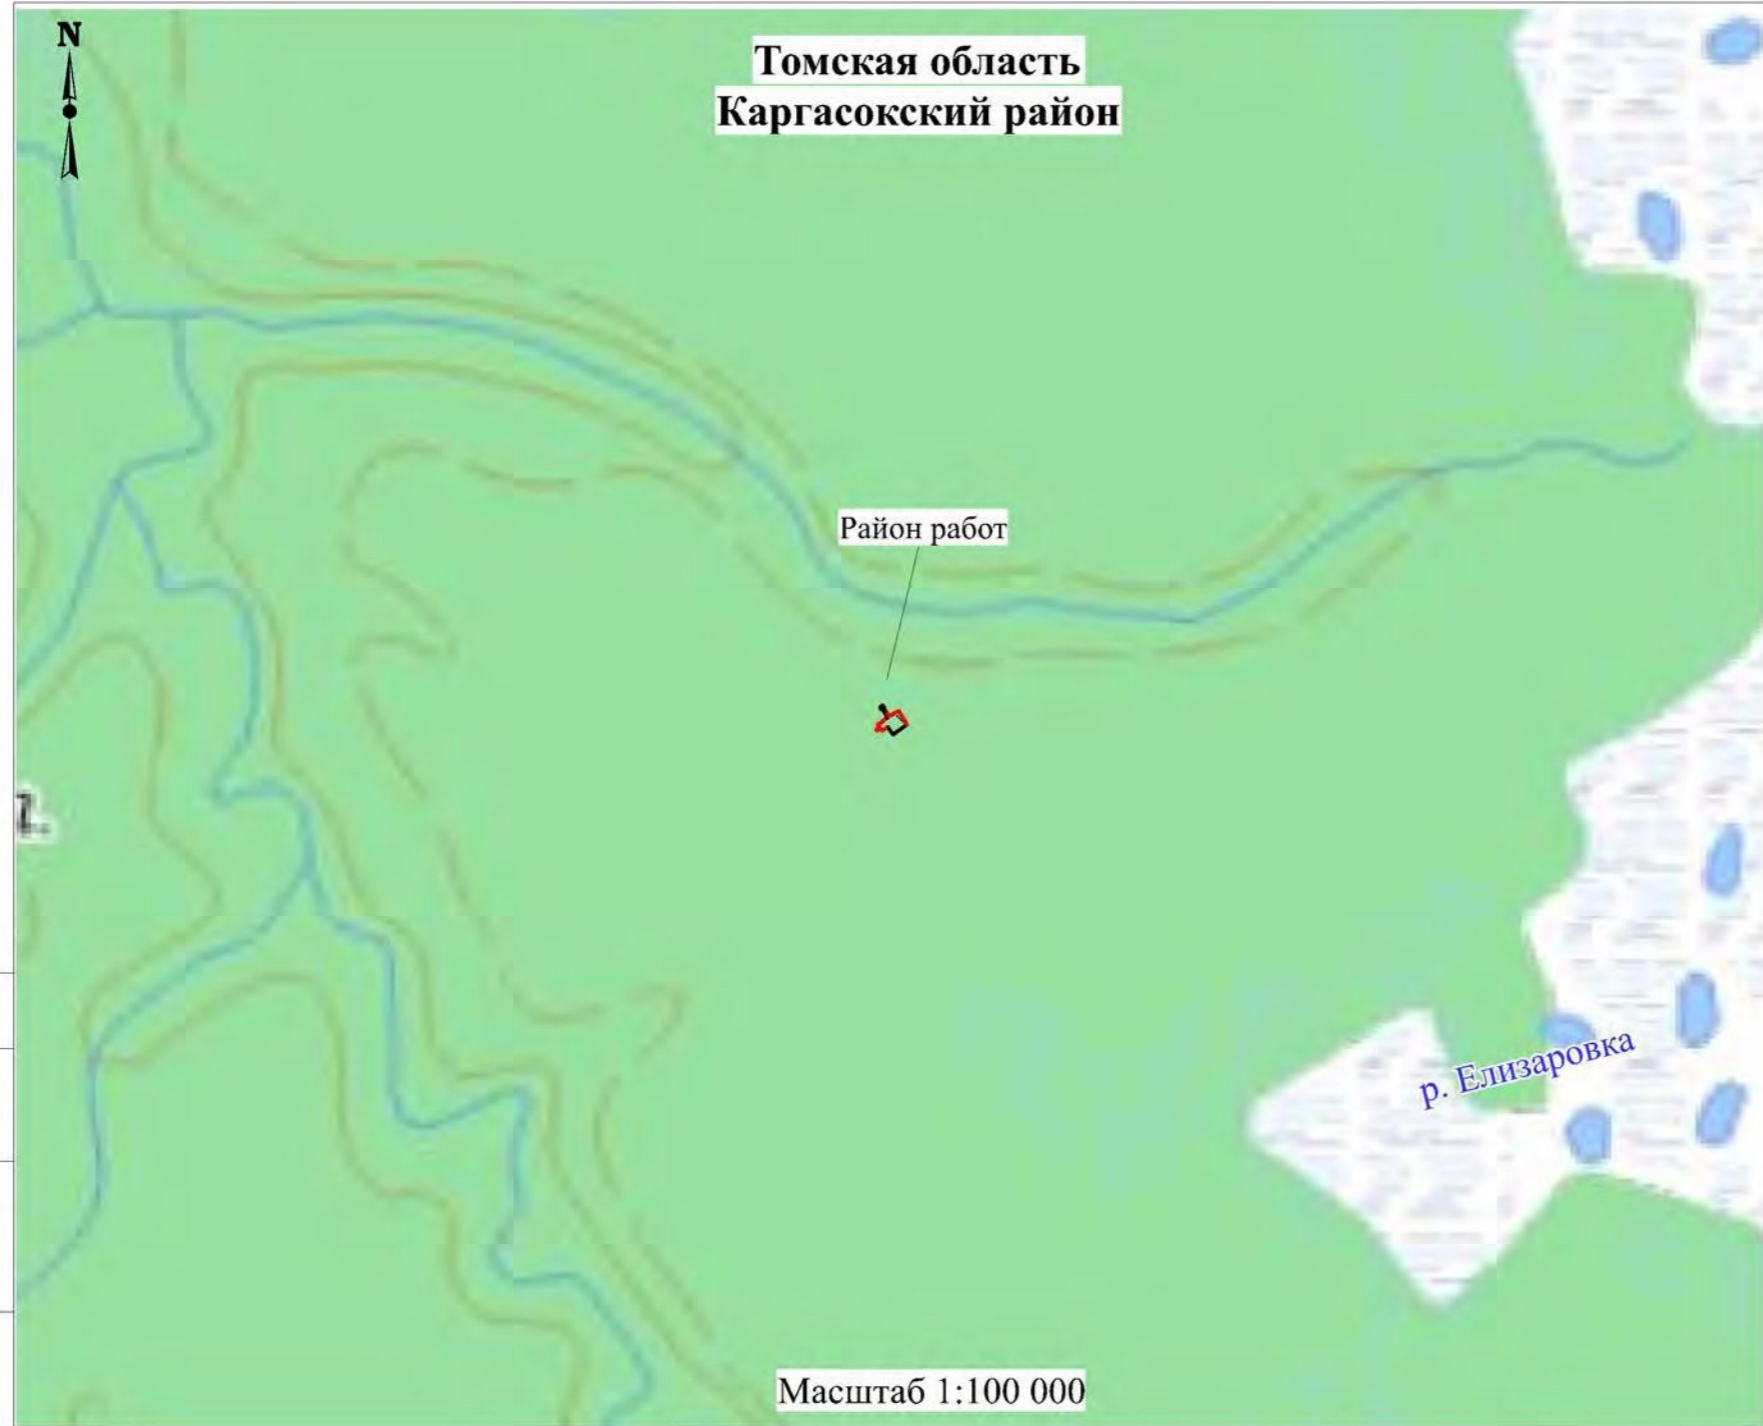 N
Томская область
Каргасокский район
Район работ
р. Елизаровка
Масштаб 1:100 000